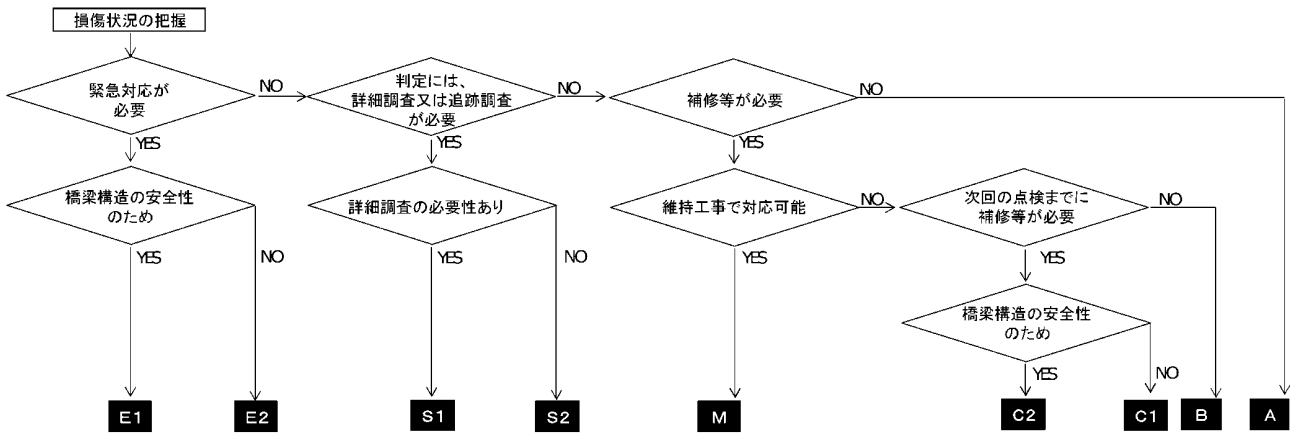 損傷状況の把握
緊急対応が
必要
NO
判定には、
詳細調査又は追跡調査
が必要
NO
補修等が必要
NO
YES
YES
YES
橋梁構造の安全性
のため
詳細調査の必要性あり
維持工事で対応可能
NO
次回の点検までに
補修等が必要
NO
YES
NO
YES
NO
YES
YES
橋梁構造の安全性
のため
YES
NO
E1
E2
S1
S2
M
C2
C1
B
A